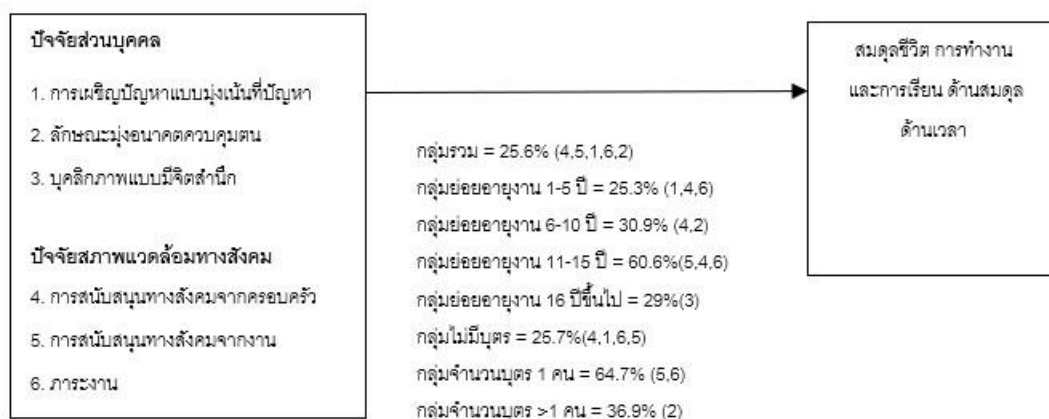 ปัจจัยส่วนบุคคล
1. การเผชิญปัญหาแบบมุ่งเน้นที่ปัญหา
2. ลักษณะมุ่งอนาคตควบคุมตน
3. บุคลิกภาพแบบมีจิตสำนึก
ปัจจัยสภาพแวดล้อมทางสังคม
4. การสนับสนุนทางสังคมจากครอบครัว
5. การสนับสนุนทางสังคมจากงาน
6. ภาระงาน
กลุ่มรวม = 25.6% (4,5,1,6,2)
กลุ่มย่อยอายุงาน 1-5 ปี = 25.3% (1,4,6)
กลุ่มย่อยอายุงาน 6-10 ปี = 30.9% (4,2)
กลุ่มย่อยอายุงาน 11-15 ปี = 60.6%(5,4,6)
กลุ่มย่อยอายุงาน 16 ปีขึ้นไป = 29%(3)
กลุ่มไม่มีบุตร = 25.7%(4,1,6,5)
กลุ่มจำนวนบุตร 1 คน = 64.7% (5,6)
กลุ่มจำนวนบุตร >1 คน = 36.9% (2)
สมดุลชีวิต การทำงาน
และการเรียน ด้านสมดุล
ด้านเวลา